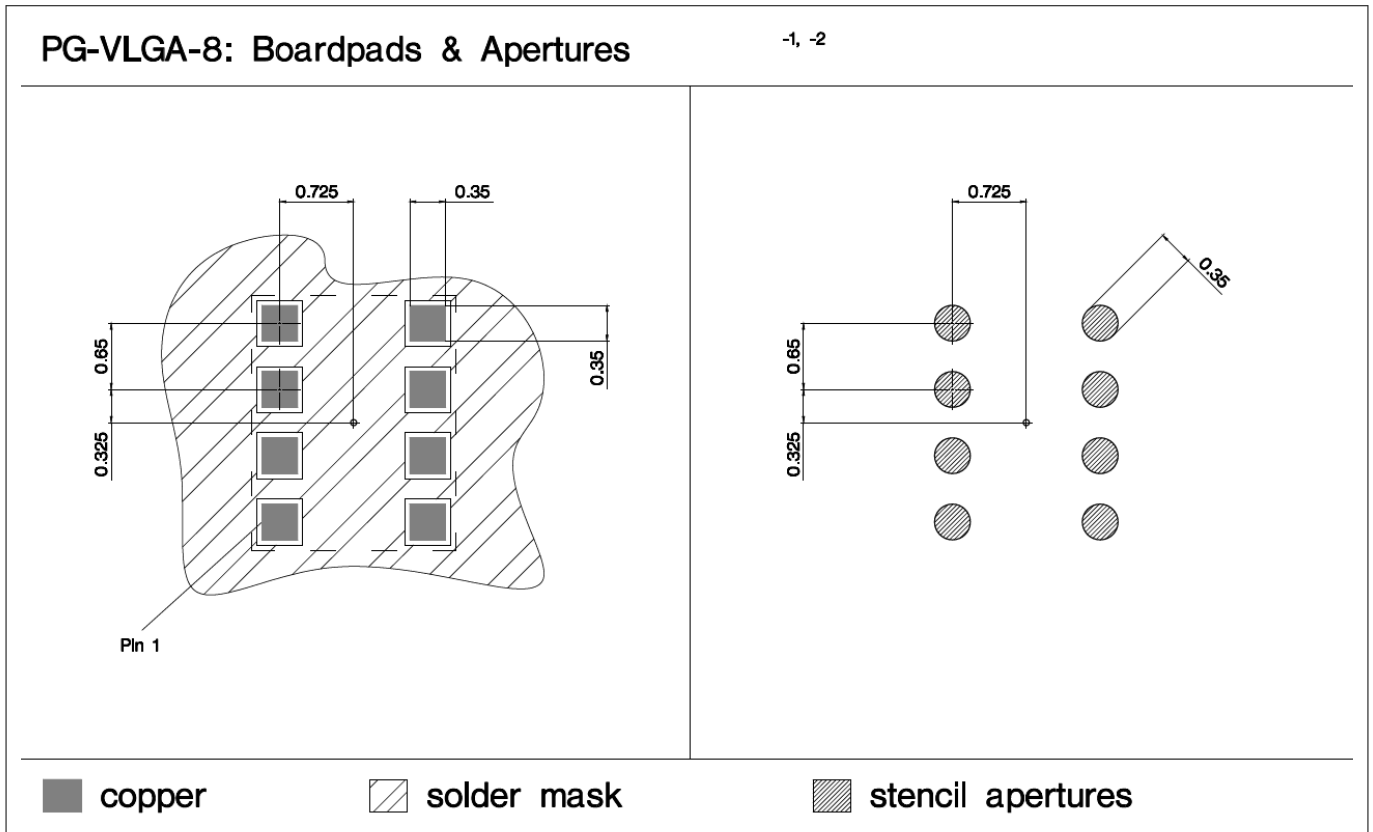 PG-VLGA-8: Boardpads & Apertures
-1, -2
0.725
0.35
0.65
0.325
0.35
Pin 1
0.725
0.35
0.65
0.325
copper
solder mask
stencil apertures